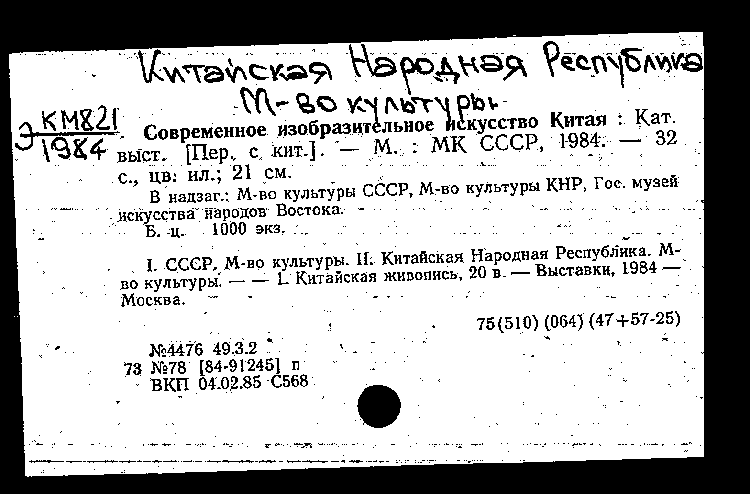 Китайская Народная Республика
М-во культуры
Э КМ821
1984
Современное изобразительное искусство Китая : Кат.
выст. [Пер. с кит.]. — М. : МК СССР, 1984. — 32
с., цв. ил.; 21 см.
В надзаг.: М-во культуры СССР, М-во культуры КНР, Гос. музей
искусства народов Востока.
Б. ц. 1000 экз.
I. СССР, М-во культуры. II. Китайская Народная Республика. М-
во культуры. — — 1. Китайская живопись, 20 в. — Выставки, 1984 —
Москва.
75(510) (064) (47+57-25)
№4476 49.3.2
73 №78 [84-91245] п
ВКП 04.02.85 С568